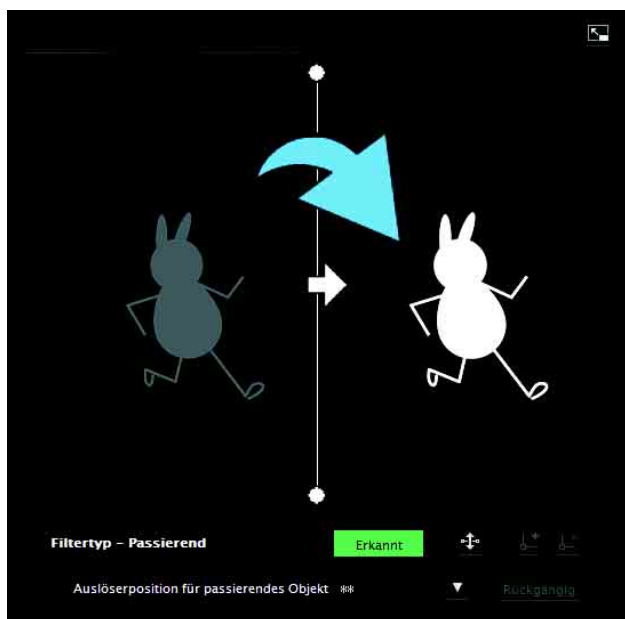 Filtertyp – Passierend Erkannt
Auslöserposition für passierendes Objekt ** Rückgängig